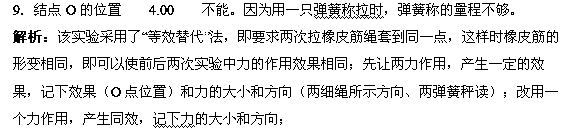 9．结点 O 的位置    4.00    不能。因为用一只弹簧称拉时，弹簧称的量程不够。
解析：该实验采用了“等效替代”法，即要求两次拉橡皮筋绳套到同一点，这样时橡皮筋的
形变相同，即可以使前后两次实验中力的作用效果相同；先让两力作用，产生一定的效
果，记下效果（O 点位置）和力的大小和方向（两细绳所示方向、两弹簧秤读）；改用一
个力作用，产生同效，记下力的大小和方向；